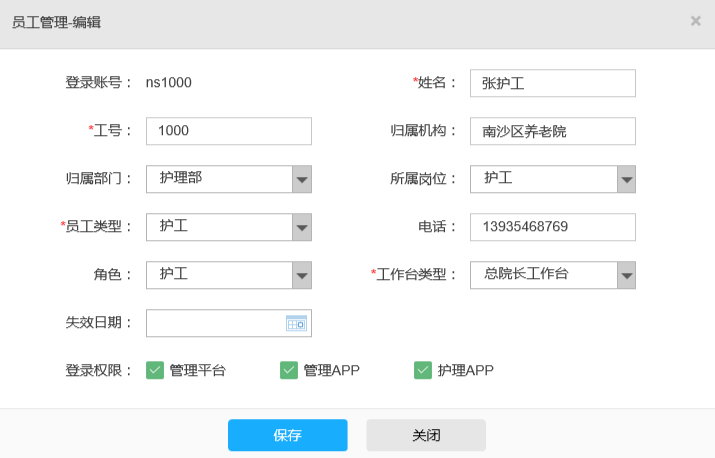 员工管理-编辑 ×
登录账号： ns1000 *姓名： 张护工
*工号： 1000 归属机构： 南沙区养老院
归属部门： 护理部 所属岗位： 护工
*员工类型： 护工 电话： 13935468769
角色： 护工 *工作台类型： 总院长工作台
失效日期：
登录权限： 管理平台 管理APP 护理APP
保存 关闭